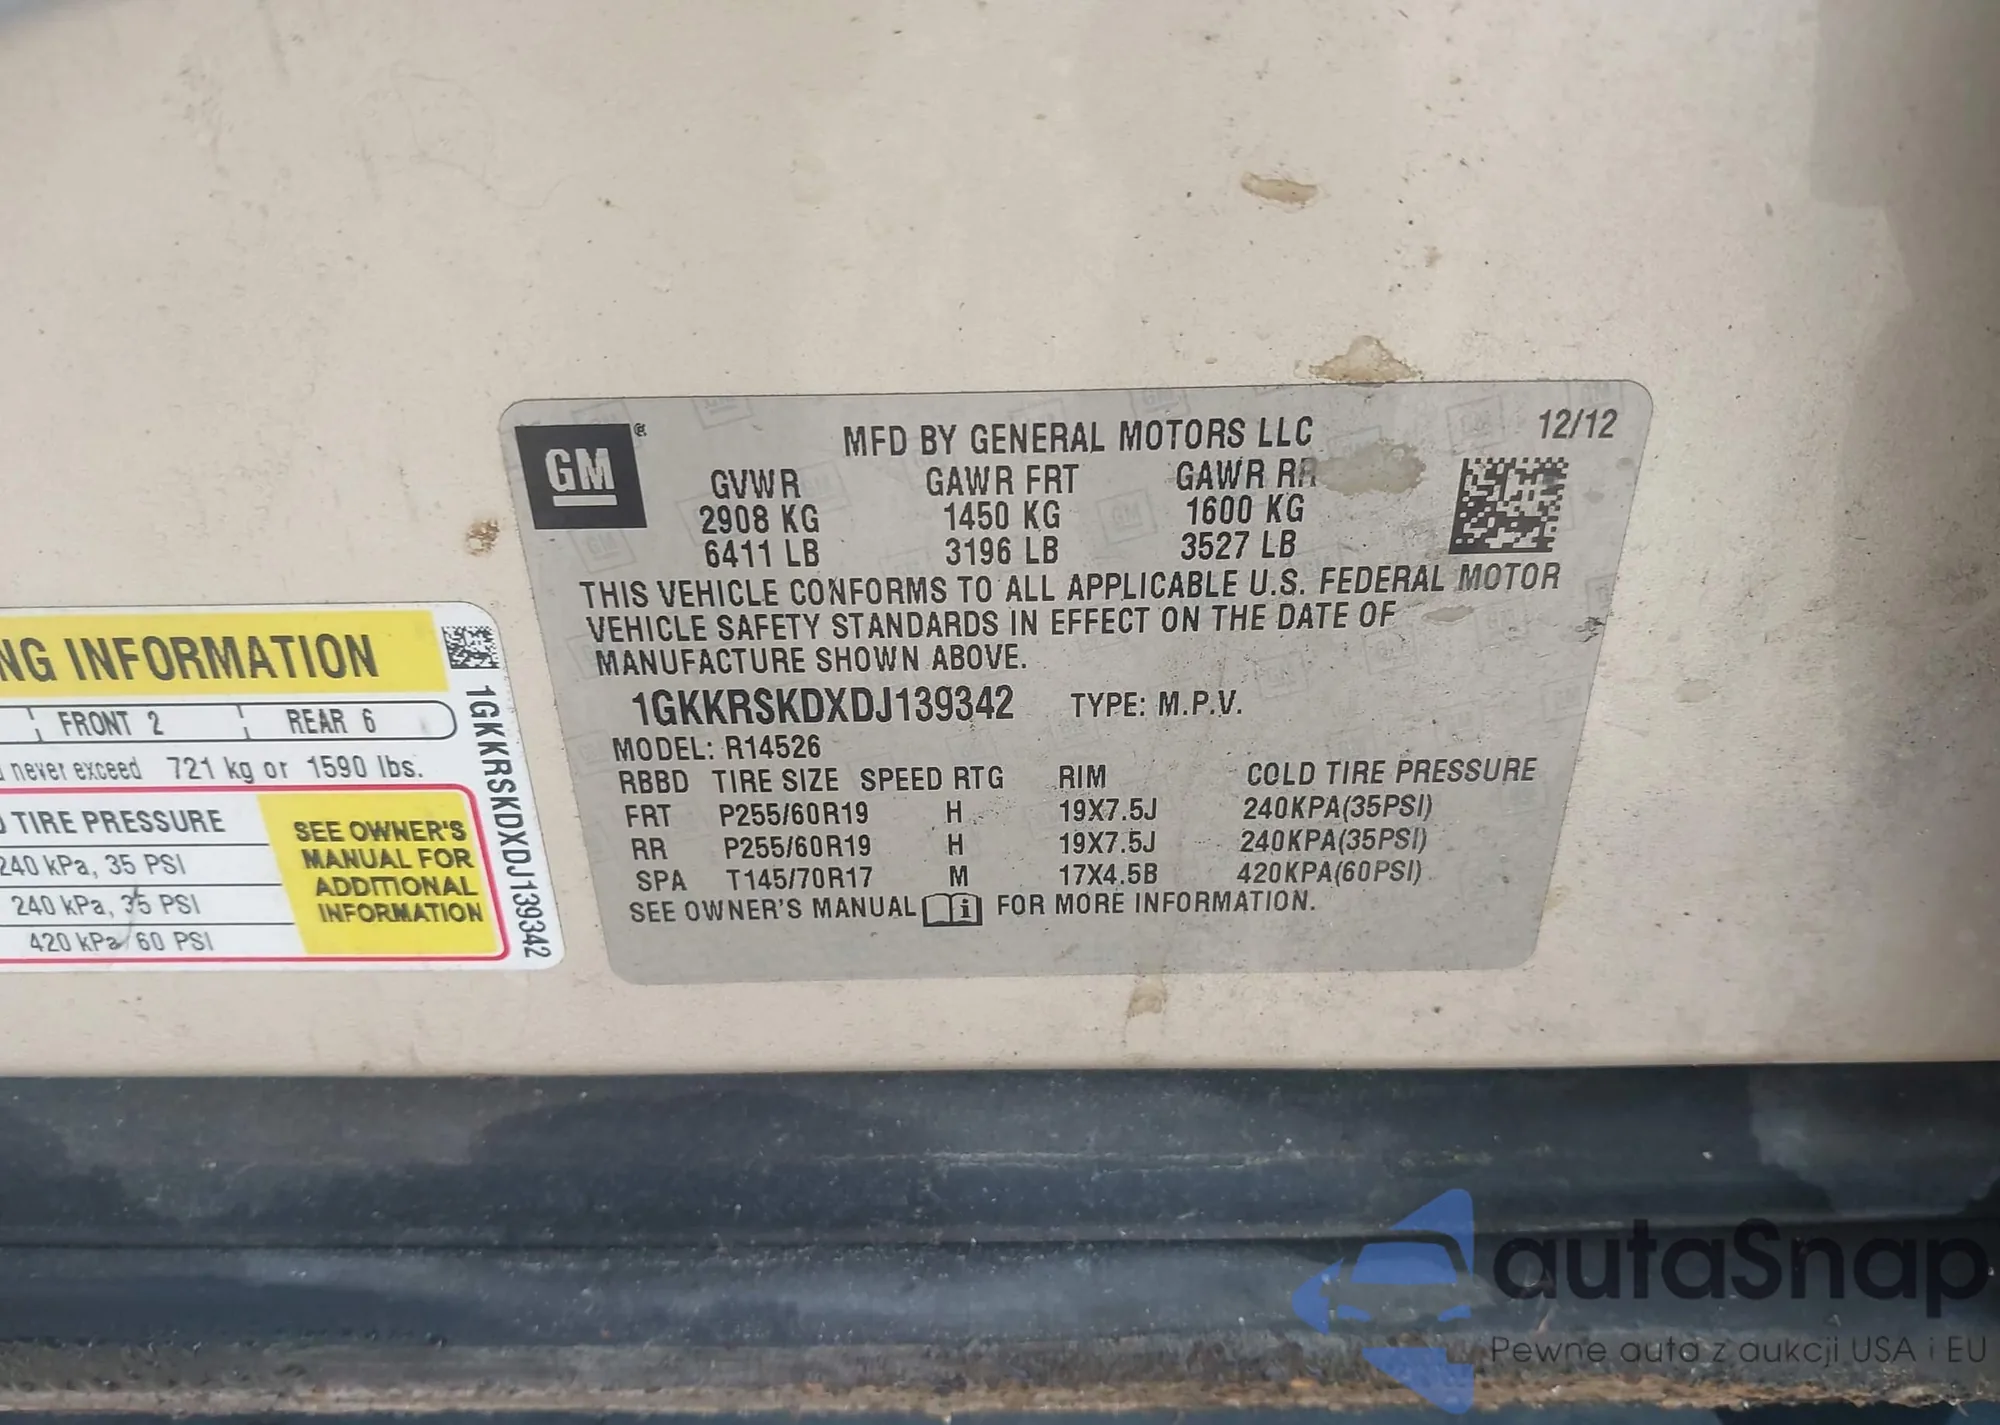 GM
MFD BY GENERAL MOTORS LLC 12/12
GVWR GAWR FRT GAWR RR
2908 KG 1450 KG 1600 KG
6411 LB 3196 LB 3527 LB
THIS VEHICLE CONFORMS TO ALL APPLICABLE U.S. FEDERAL MOTOR
VEHICLE SAFETY STANDARDS IN EFFECT ON THE DATE OF
MANUFACTURE SHOWN ABOVE.
1GKKRSKDXDJ139342 TYPE: M.P.V.
MODEL: R14526
RBBD TIRE SIZE SPEED RTG RIM COLD TIRE PRESSURE
FRT P255/60R19 H 19X7.5J 240KPA(35PSI)
RR P255/60R19 H 19X7.5J 240KPA(35PSI)
SPA T145/70R17 M 17X4.5B 420KPA(60PSI)
SEE OWNER'S MANUAL i FOR MORE INFORMATION.
NG INFORMATION
FRONT 2 REAR 6
never exceed 721 kg or 1590 lbs.
TIRE PRESSURE
240 kPa, 35 PSI
240 kPa, 35 PSI
420 kPa, 60 PSI
SEE OWNER'S
MANUAL FOR
ADDITIONAL
INFORMATION
1GKKRSKDXDJ139342
autaSnap
Pewne auta z aukcji USA i EU